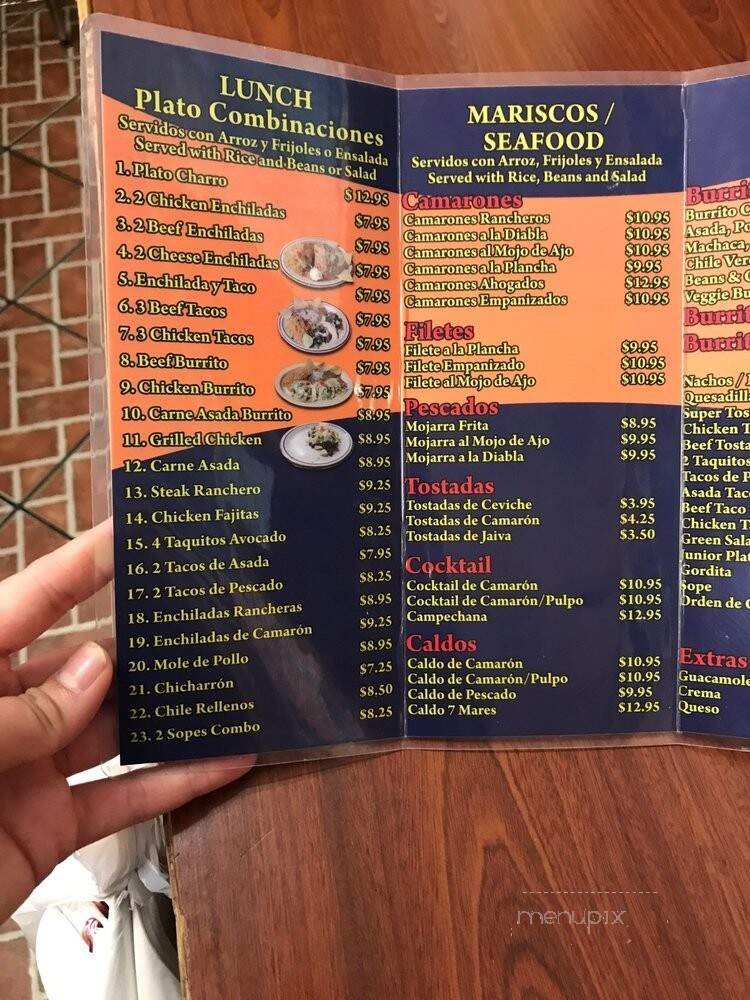 LUNCH
Plato Combinaciones
Servidos con Arroz y Frijoles o Ensalada
Served with Rice and Beans or Salad
1. Plato Charro $12.95
2. 2 Chicken Enchiladas $7.95
3. 2 Beef Enchiladas $7.95
4. 2 Cheese Enchiladas $7.95
5. Enchilada y Taco $7.95
6. 3 Beef Tacos $7.95
7. 3 Chicken Tacos $7.95
8. Beef Burrito $7.95
9. Chicken Burrito $7.95
10. Carne Asada Burrito $8.95
11. Grilled Chicken $8.95
12. Carne Asada $8.95
13. Steak Ranchero $9.25
14. Chicken Fajitas $9.25
15. 4 Taquitos Avocado $8.25
16. 2 Tacos de Asada $7.95
17. 2 Tacos de Pescado $8.25
18. Enchiladas Rancheras $8.95
19. Enchiladas de Camarón $9.25
20. Mole de Pollo $8.95
21. Chicharrón $7.25
22. Chile Rellenos $8.50
23. 2 Sopes Combo $8.25
MARISCOS /
SEAFOOD
Servidos con Arroz, Frijoles y Ensalada
Served with Rice, Beans and Salad
Camarones
Camarones Rancheros $10.95
Camarones a la Diabla $10.95
Camarones al Mojo de Ajo $10.95
Camarones a la Plancha $9.95
Camarones Ahogados $12.95
Camarones Empanizados $10.95
Filetes
Filete a la Plancha $9.95
Filete Empanizado $10.95
Filete al Mojo de Ajo $10.95
Pescados
Mojarra Frita $8.95
Mojarra al Mojo de Ajo $9.95
Mojarra a la Diabla $9.95
Tostadas
Tostadas de Ceviche $3.95
Tostadas de Camarón $4.25
Tostadas de Jaiva $3.50
Cocktail
Cocktail de Camarón $10.95
Cocktail de Camarón/Pulpo $10.95
Campechana $12.95
Caldos
Caldo de Camarón $10.95
Caldo de Camarón/Pulpo $10.95
Caldo de Pescado $9.95
Caldo 7 Mares $12.95
Burrito
Asada,
Machaca
Chile
Beans &
Veggie
Nachos /
Super
Chicken
Beef
2 Taquitos
Tacos de
Asada
Beef Taco
Chicken
Green
Junior
Gordita
Sope
Orden de
Extras
Guacamole
Crema
Queso
menupix